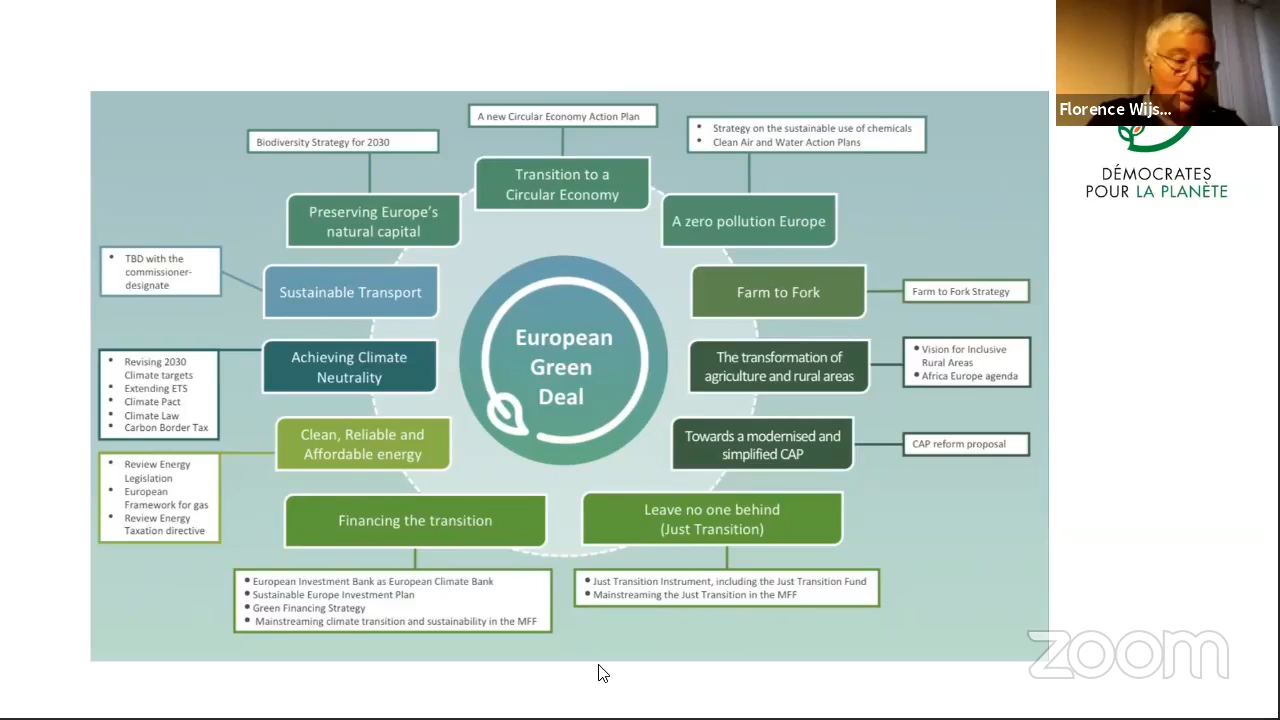 A new Circular Economy Action Plan
Biodiversity Strategy for 2030
• Strategy on the sustainable use of chemicals
• Clean Air and Water Action Plans
Transition to a
Circular Economy
Preserving Europe's
natural capital
A zero pollution Europe
• TBD with the
commissioner-
designate
Sustainable Transport
Farm to Fork
Farm to Fork Strategy
European
Green
Deal
Achieving Climate
Neutrality
• Revising 2030
Climate targets
• Extending ETS
• Climate Pact
• Climate Law
• Carbon Border Tax
The transformation of
agriculture and rural areas
• Vision for Inclusive
Rural Areas
• Africa Europe agenda
Clean, Reliable and
Affordable energy
• Review Energy
Legislation
• European
Framework for gas
• Review Energy
Taxation directive
Towards a modernised and
simplified CAP
CAP reform proposal
Financing the transition
• European Investment Bank as European Climate Bank
• Sustainable Europe Investment Plan
• Green Financing Strategy
• Mainstreaming climate transition and sustainability in the MFF
Leave no one behind
(Just Transition)
• Just Transition Instrument, including the Just Transition Fund
• Mainstreaming the Just Transition in the MFF
Florence Wijs...
DÉMOCRATES
POUR LA PLANÈTE
zoom